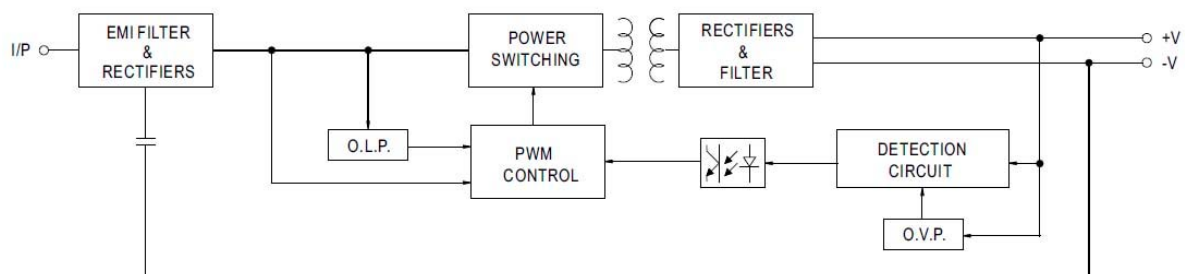 I/P
EMI FILTER
&
RECTIFIERS
POWER
SWITCHING
RECTIFIERS
&
FILTER
+V
-V
O.L.P.
PWM
CONTROL
DETECTION
CIRCUIT
O.V.P.